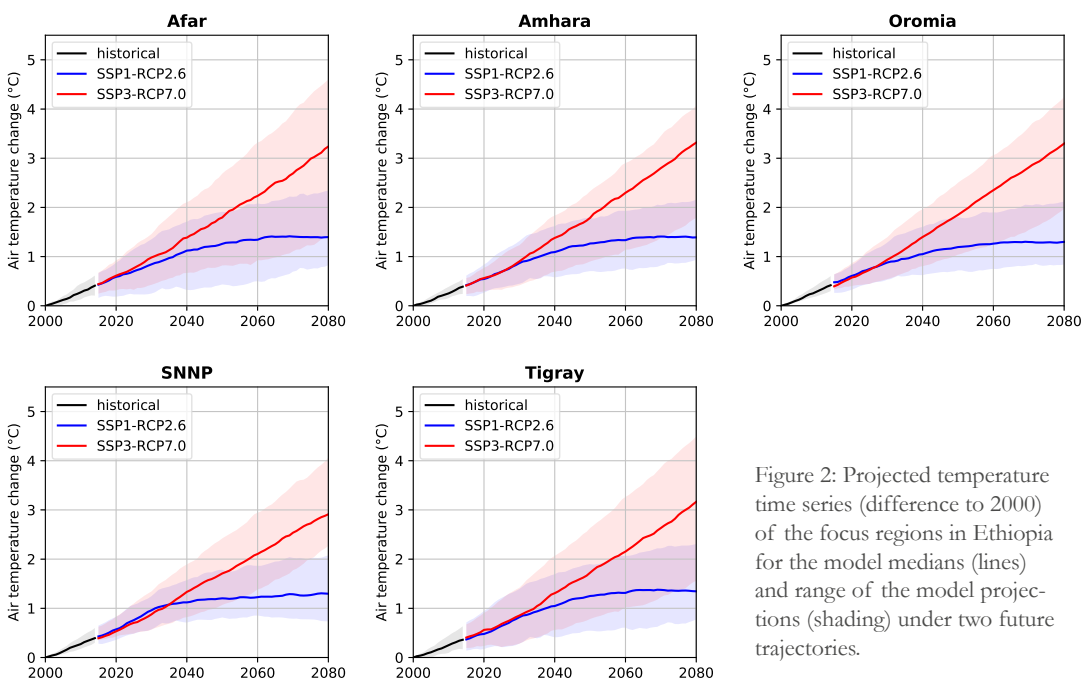 Afar
Air temperature change (°C)
5
4
3
2
1
0
historical
SSP1-RCP2.6
SSP3-RCP7.0
2000 2020 2040 2060 2080
Amhara
Air temperature change (°C)
5
4
3
2
1
0
historical
SSP1-RCP2.6
SSP3-RCP7.0
2000 2020 2040 2060 2080
Oromia
Air temperature change (°C)
5
4
3
2
1
0
historical
SSP1-RCP2.6
SSP3-RCP7.0
2000 2020 2040 2060 2080
SNNP
Air temperature change (°C)
5
4
3
2
1
0
historical
SSP1-RCP2.6
SSP3-RCP7.0
2000 2020 2040 2060 2080
Tigray
Air temperature change (°C)
5
4
3
2
1
0
historical
SSP1-RCP2.6
SSP3-RCP7.0
2000 2020 2040 2060 2080
Figure 2: Projected temperature
time series (difference to 2000)
of the focus regions in Ethiopia
for the model medians (lines)
and range of the model projec-
tions (shading) under two future
trajectories.